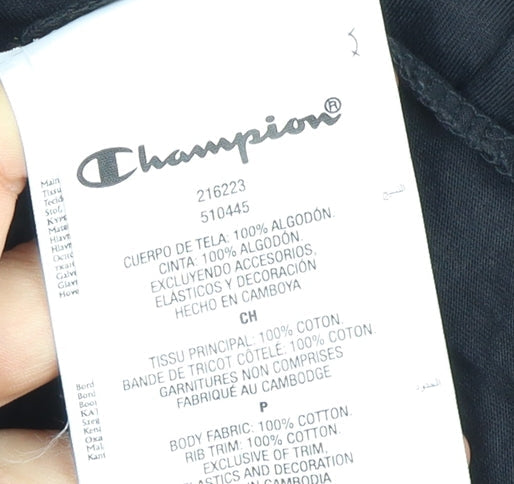 Champion®
216223
510445
CUERPO DE TELA: 100% ALGODÓN.
CINTA: 100% ALGODÓN.
EXCLUYENDO ACCESORIOS,
ELÁSTICOS Y DECORACIÓN
HECHO EN CAMBOYA
CH
TISSU PRINCIPAL: 100% COTON.
BANDE DE TRICOT CÔTELÉ: 100% COTON.
GARNITURES NON COMPRISES
FABRIQUÉ AU CAMBODGE
P
BODY FABRIC: 100% COTTON.
RIB TRIM: 100% COTTON.
EXCLUSIVE OF TRIM,
ELASTICS AND DECORATION
IN CAMBODIA